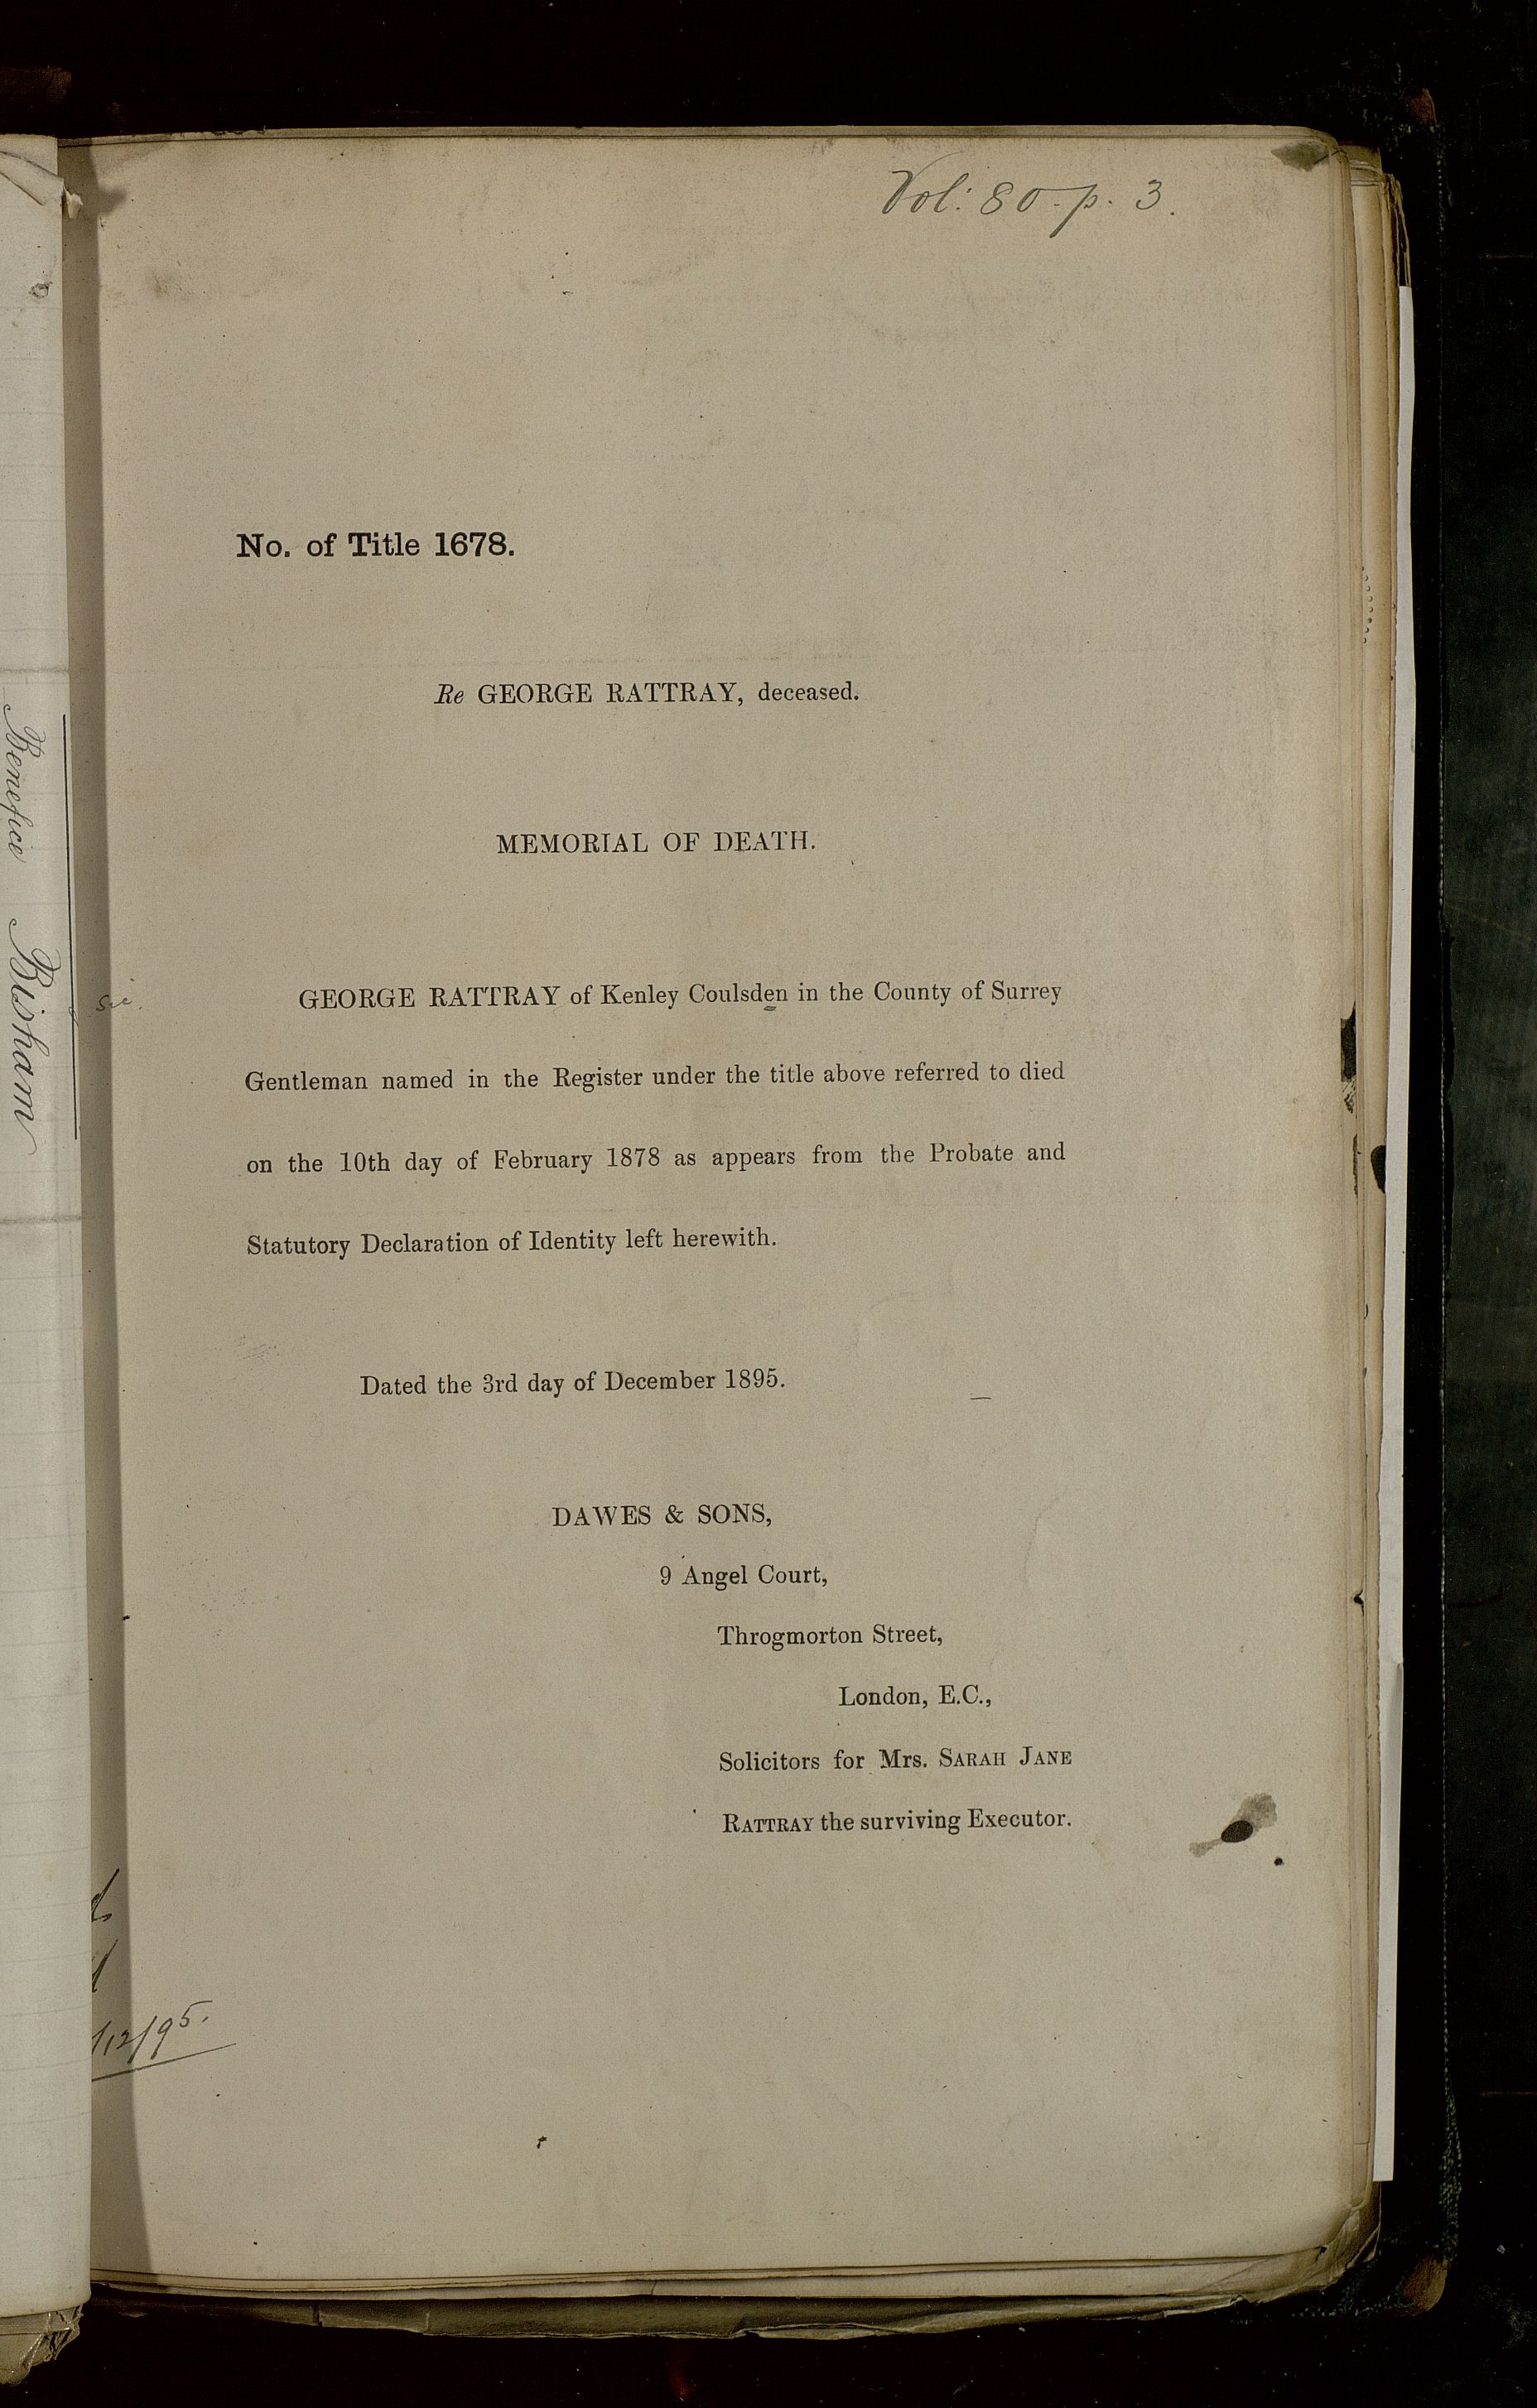 Vol: 80. p. 3.
No. of Title 1678.
Re GEORGE RATTRAY, deceased.
MEMORIAL OF DEATH.
GEORGE RATTRAY of Kenley Coulsden in the County of Surrey
Gentleman named in the Register under the title above referred to died
on the 10th day of February 1878 as appears from the Probate and
Statutory Declaration of Identity left herewith.
Dated the 3rd day of December 1895.
DAWES & SONS,
9 Angel Court,
Throgmorton Street,
London, E.C.,
Solicitors for Mrs. SARAH JANE
RATTRAY the surviving Executor.
/12/95.
Benefice Bisham